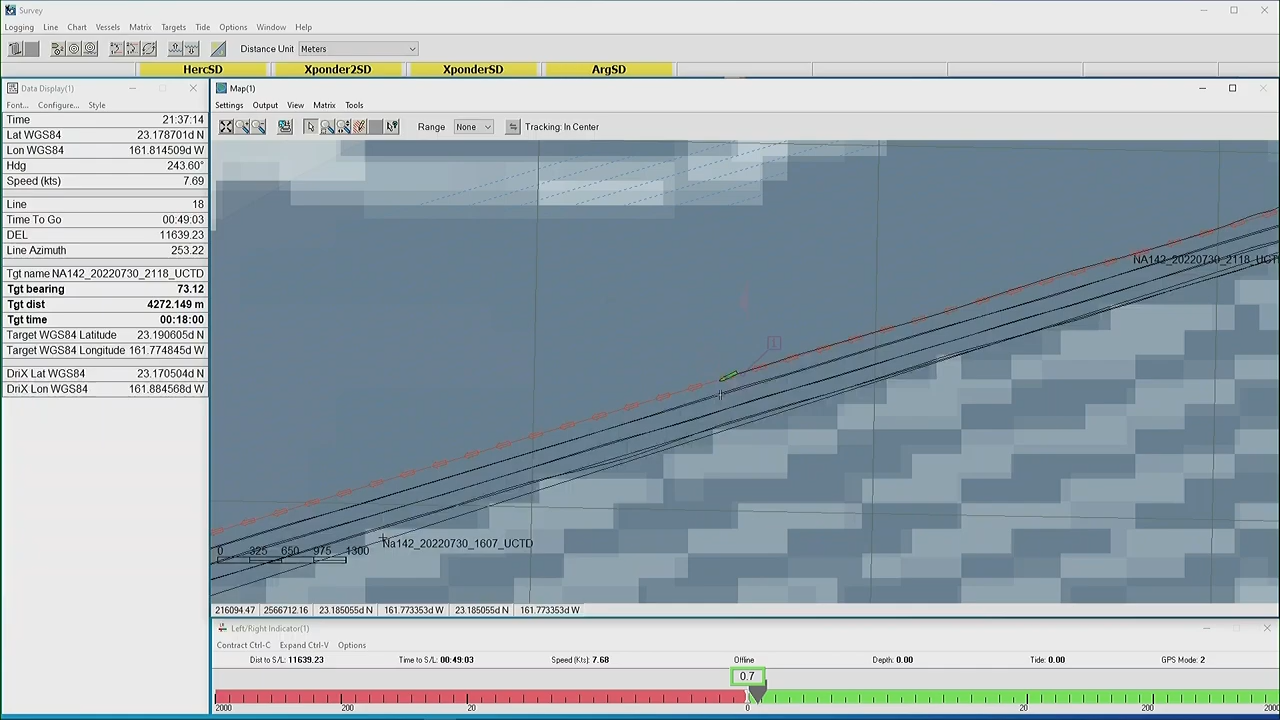 Survey
Logging Line Chart Vessels Matrix Targets Tide Options Window Help
Distance Unit Meters
HercSD Xponder2SD XponderSD ArgSD
Data Display(1)
Font... Configure... Style
Time 21:37:14
Lat WGS84 23.178701d N
Lon WGS84 161.814509d W
Hdg 243.60°
Speed (kts) 7.69
Line 18
Time To Go 00:49:03
DEL 11639.23
Line Azimuth 253.22
Tgt name NA142_20220730_2118_UCTD
Tgt bearing 73.12
Tgt dist 4272.149 m
Tgt time 00:18:00
Target WGS84 Latitude 23.190605d N
Target WGS84 Longitude 161.774845d W
DriX Lat WGS84 23.170504d N
DriX Lon WGS84 161.884568d W
Map(1)
Settings Output View Matrix Tools
Range None Tracking: In Center
NA142_20220730_2118_UCT
1
Na142_20220730_1607_UCTD
0 325 650 975 1300
216094.47 2566712.16 23.185055d N 161.773353d W 23.185055d N 161.773353d W
Left/Right Indicator(1)
Contract Ctrl-C Expand Ctrl-V Options
Dist to S/L: 11639.23 Time to S/L: 00:49:03 Speed (Kts): 7.68 Offline Depth: 0.00 Tide: 0.00 GPS Mode: 2
0.7
2000 200 20 0 20 200 2000